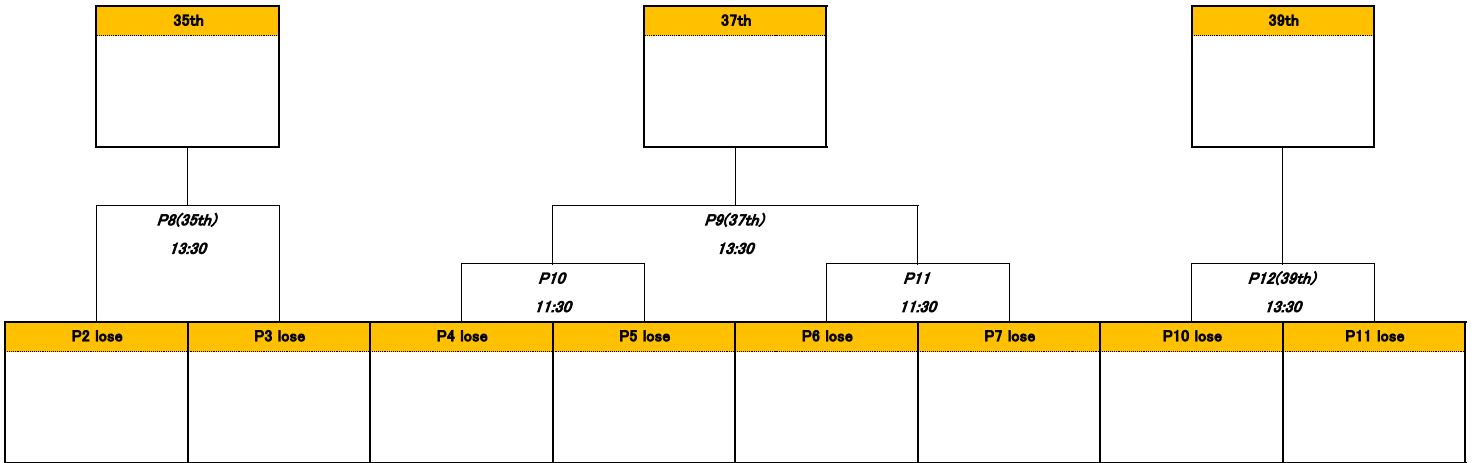 35th
37th
39th
P8(35th)
13:30
P9(37th)
13:30
P10
11:30
P11
11:30
P12(39th)
13:30
P2 lose
P3 lose
P4 lose
P5 lose
P6 lose
P7 lose
P10 lose
P11 lose